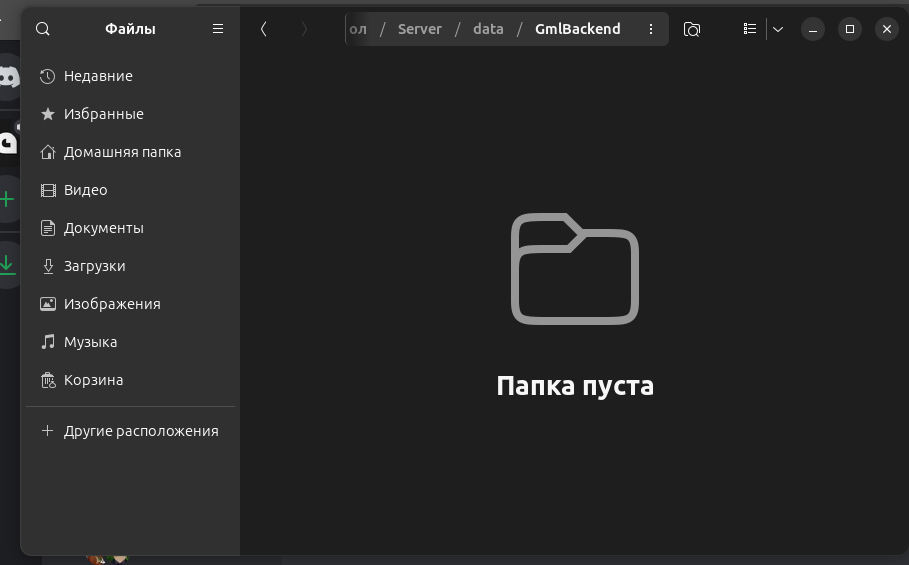 Файлы
ол / Server / data / GmlBackend
Недавние
Избранные
Домашняя папка
Видео
Документы
Загрузки
Изображения
Музыка
Корзина
Другие расположения
Папка пуста